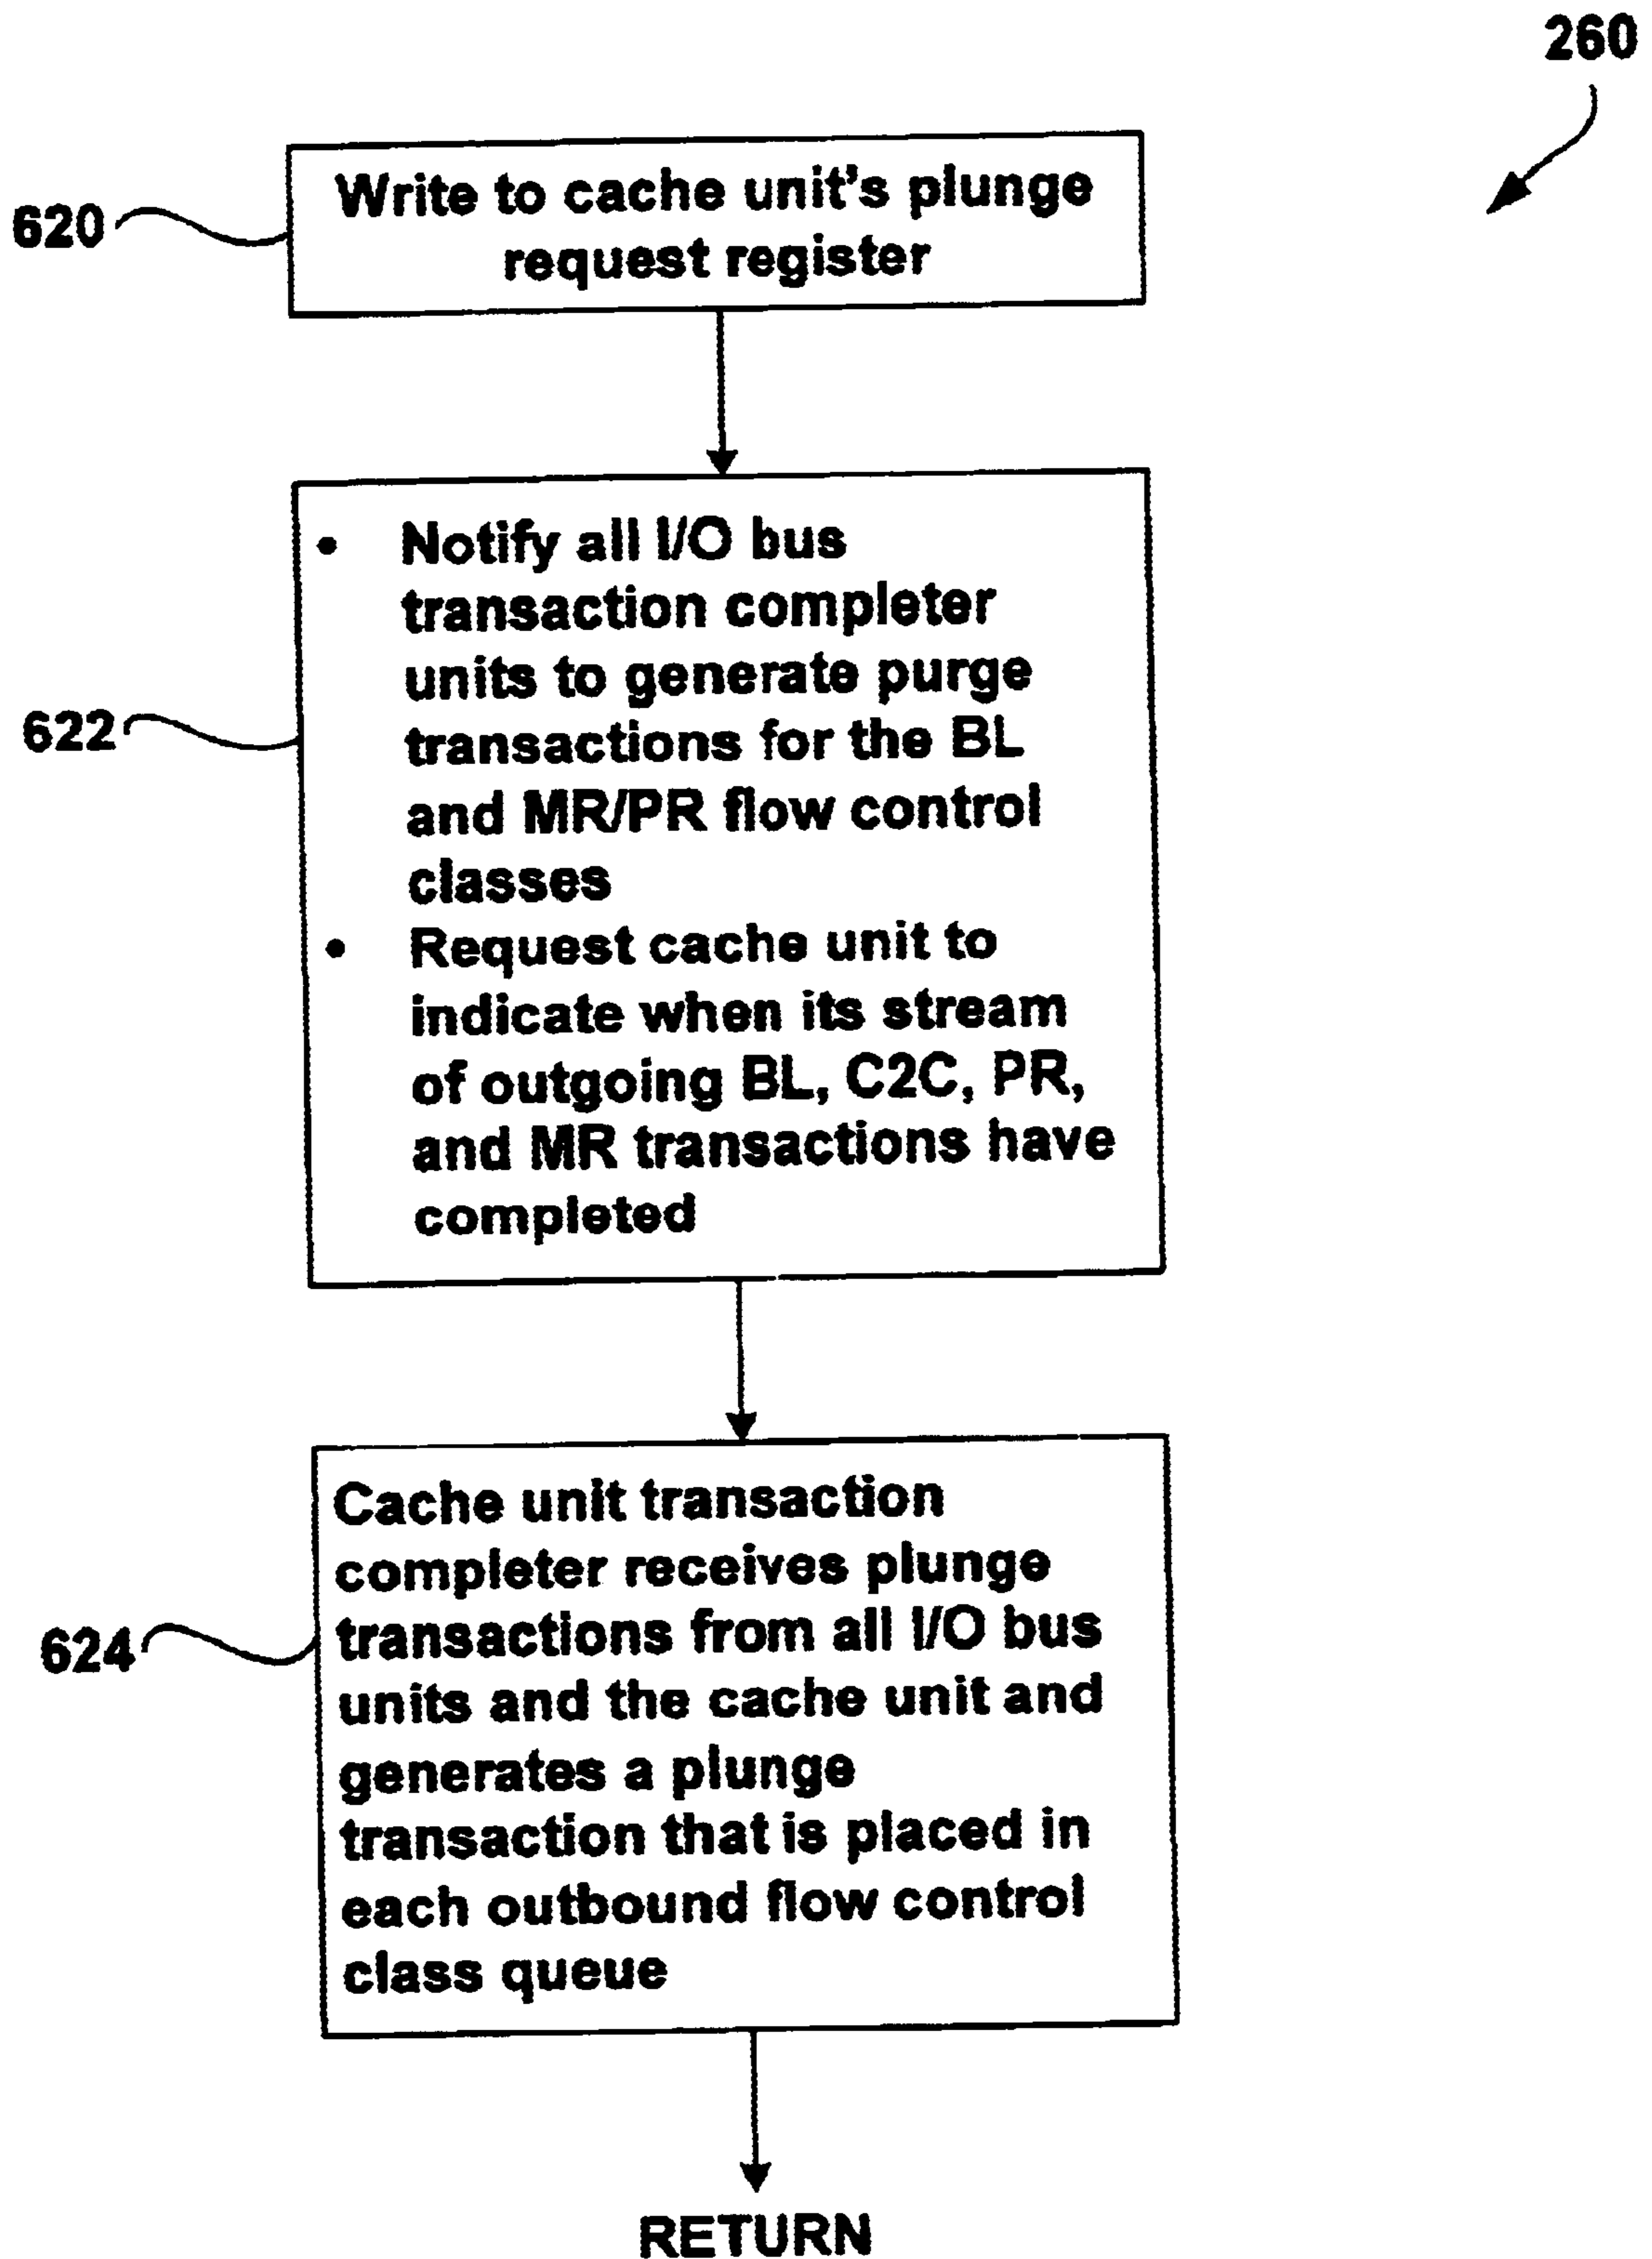 260
620
Write to cache unit's plunge
request register
622
• Notify all I/O bus
transaction completer
units to generate purge
transactions for the BL
and MR/PR flow control
classes
• Request cache unit to
indicate when its stream
of outgoing BL, C2C, PR,
and MR transactions have
completed
624
Cache unit transaction
completer receives plunge
transactions from all I/O bus
units and the cache unit and
generates a plunge
transaction that is placed in
each outbound flow control
class queue
RETURN